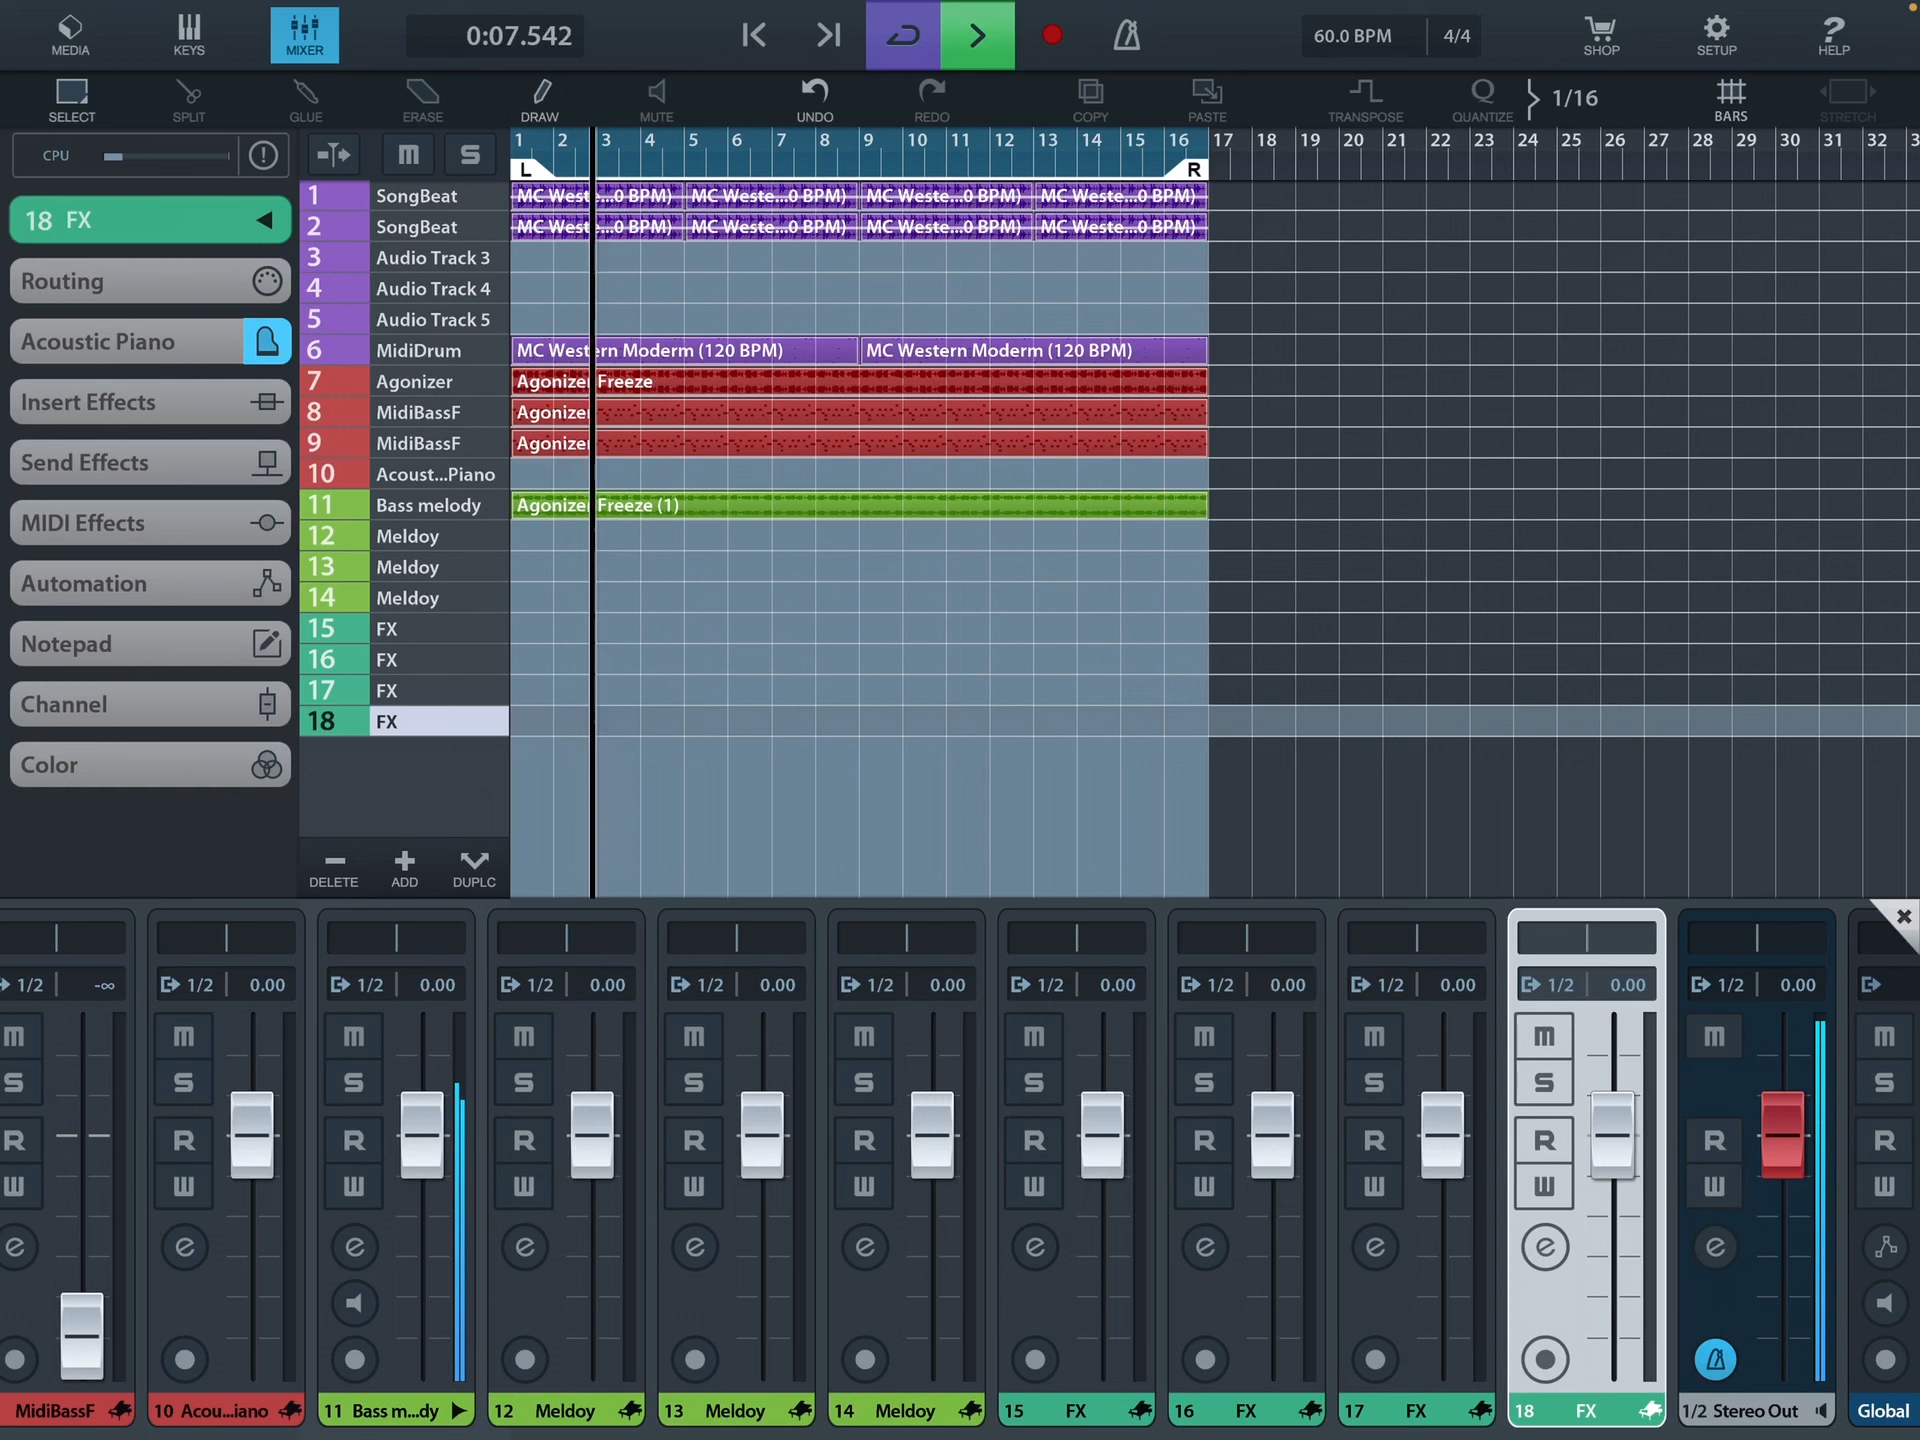 MEDIA KEYS MIXER 0:07.542 60.0 BPM 4/4 SHOP SETUP HELP
SELECT SPLIT GLUE ERASE DRAW MUTE UNDO REDO COPY PASTE TRANSPOSE Q QUANTIZE 1/16 BARS STRETCH
CPU M S 1 2 3 4 5 6 7 8 9 10 11 12 13 14 15 16 17 18 19 20 21 22 23 24 25 26 27 28 29 30 31 32 3
L R
18 FX
Routing
Acoustic Piano
Insert Effects
Send Effects
MIDI Effects
Automation
Notepad
Channel
Color
1 SongBeat MC Weste...0 BPM) MC Weste...0 BPM) MC Weste...0 BPM) MC Weste...0 BPM)
2 SongBeat MC Weste...0 BPM) MC Weste...0 BPM) MC Weste...0 BPM) MC Weste...0 BPM)
3 Audio Track 3
4 Audio Track 4
5 Audio Track 5
6 MidiDrum MC Western Moderm (120 BPM) MC Western Moderm (120 BPM)
7 Agonizer Agonizer Freeze
8 MidiBassF Agonizer
9 MidiBassF Agonizer
10 Acoust...Piano
11 Bass melody Agonizer Freeze (1)
12 Meldoy
13 Meldoy
14 Meldoy
15 FX
16 FX
17 FX
18 FX
DELETE ADD DUPLC
1/2 -∞ 1/2 0.00 1/2 0.00 1/2 0.00 1/2 0.00 1/2 0.00 1/2 0.00 1/2 0.00 1/2 0.00 1/2 0.00 1/2 0.00
M M M M M M M M M M M M
S S S S S S S S S S S
R R R R R R R R R R R R
W W W W W W W W W W W W
e e e e e e e e e e e
MidiBassF 10 Acou...iano 11 Bass m...dy 12 Meldoy 13 Meldoy 14 Meldoy 15 FX 16 FX 17 FX 18 FX 1/2 Stereo Out Global